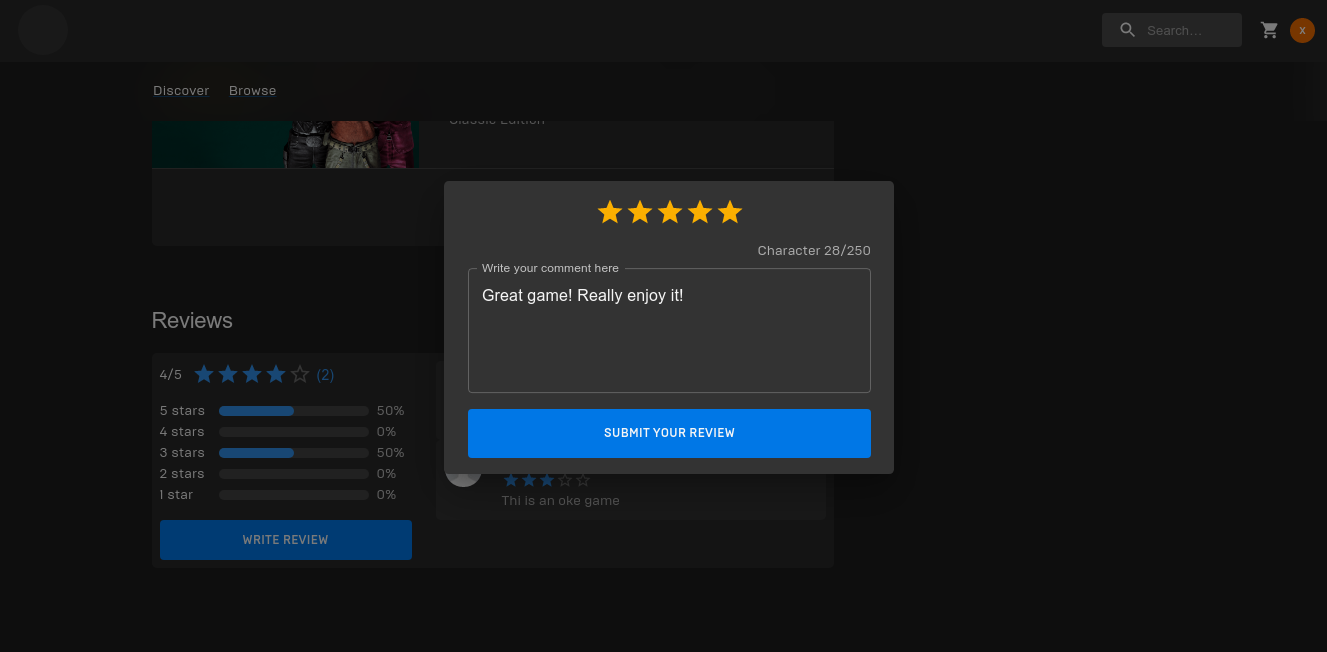 Search...
x
Discover Browse
Classic Edition
Character 28/250
Write your comment here
Great game! Really enjoy it!
SUBMIT YOUR REVIEW
Reviews
4/5 (2)
5 stars 50%
4 stars 0%
3 stars 50%
2 stars 0%
1 star 0%
WRITE REVIEW
Thi is an oke game